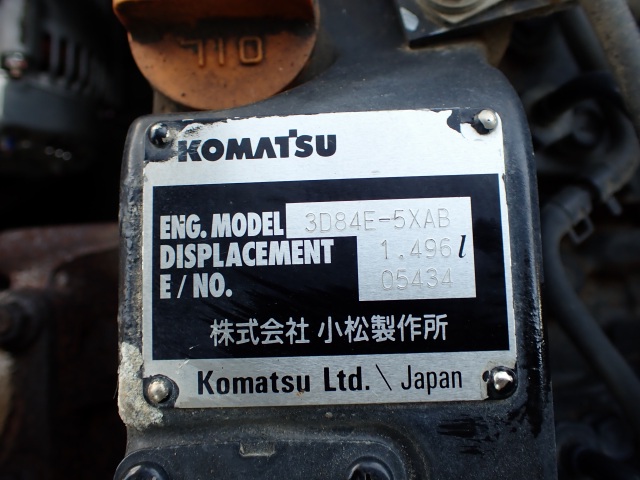 OIL
KOMATSU
ENG. MODEL 3D84E-5XAB
DISPLACEMENT 1.496 l
E / NO. 05434
株式会社 小松製作所
Komatsu Ltd. \ Japan